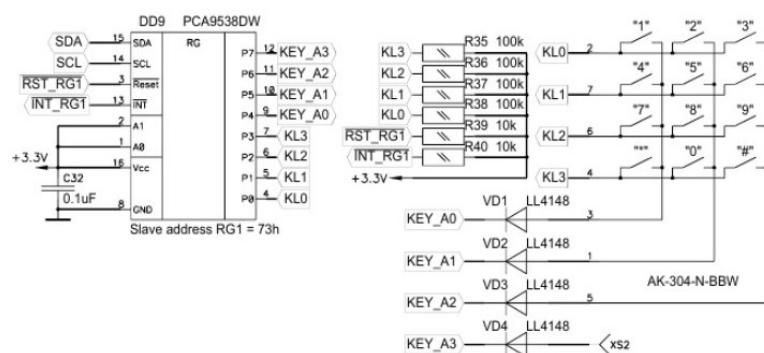 DD9 PCA9538DW
SDA 15 SDA RG
SCL 14 SCL P7 12 KEY_A3
RST_RG1 3 Reset P6 11 KEY_A2
INT_RG1 13 INT P5 10 KEY_A1
P4 9 KEY_A0
2 A1 P3 7 KL3
1 A0 P2 6 KL2
+3.3V 16 Vcc P1 5 KL1
C32 P0 4 KL0
0.1uF 8 GND
Slave address RG1 = 73h
KL3 R35 100k
KL2 R36 100k
KL1 R37 100k
KL0 R38 100k
RST_RG1 R39 10k
INT_RG1 R40 10k
+3.3V
"1" "2" "3"
KL0 2
"4" "5" "6"
KL1 7
"7" "8" "9"
KL2 6
"*" "0" "#"
KL3 4
VD1 LL4148
KEY_A0 3
VD2 LL4148
KEY_A1 1
VD3 LL4148 AK-304-N-BBW
KEY_A2 5
VD4 LL4148
KEY_A3 XS2